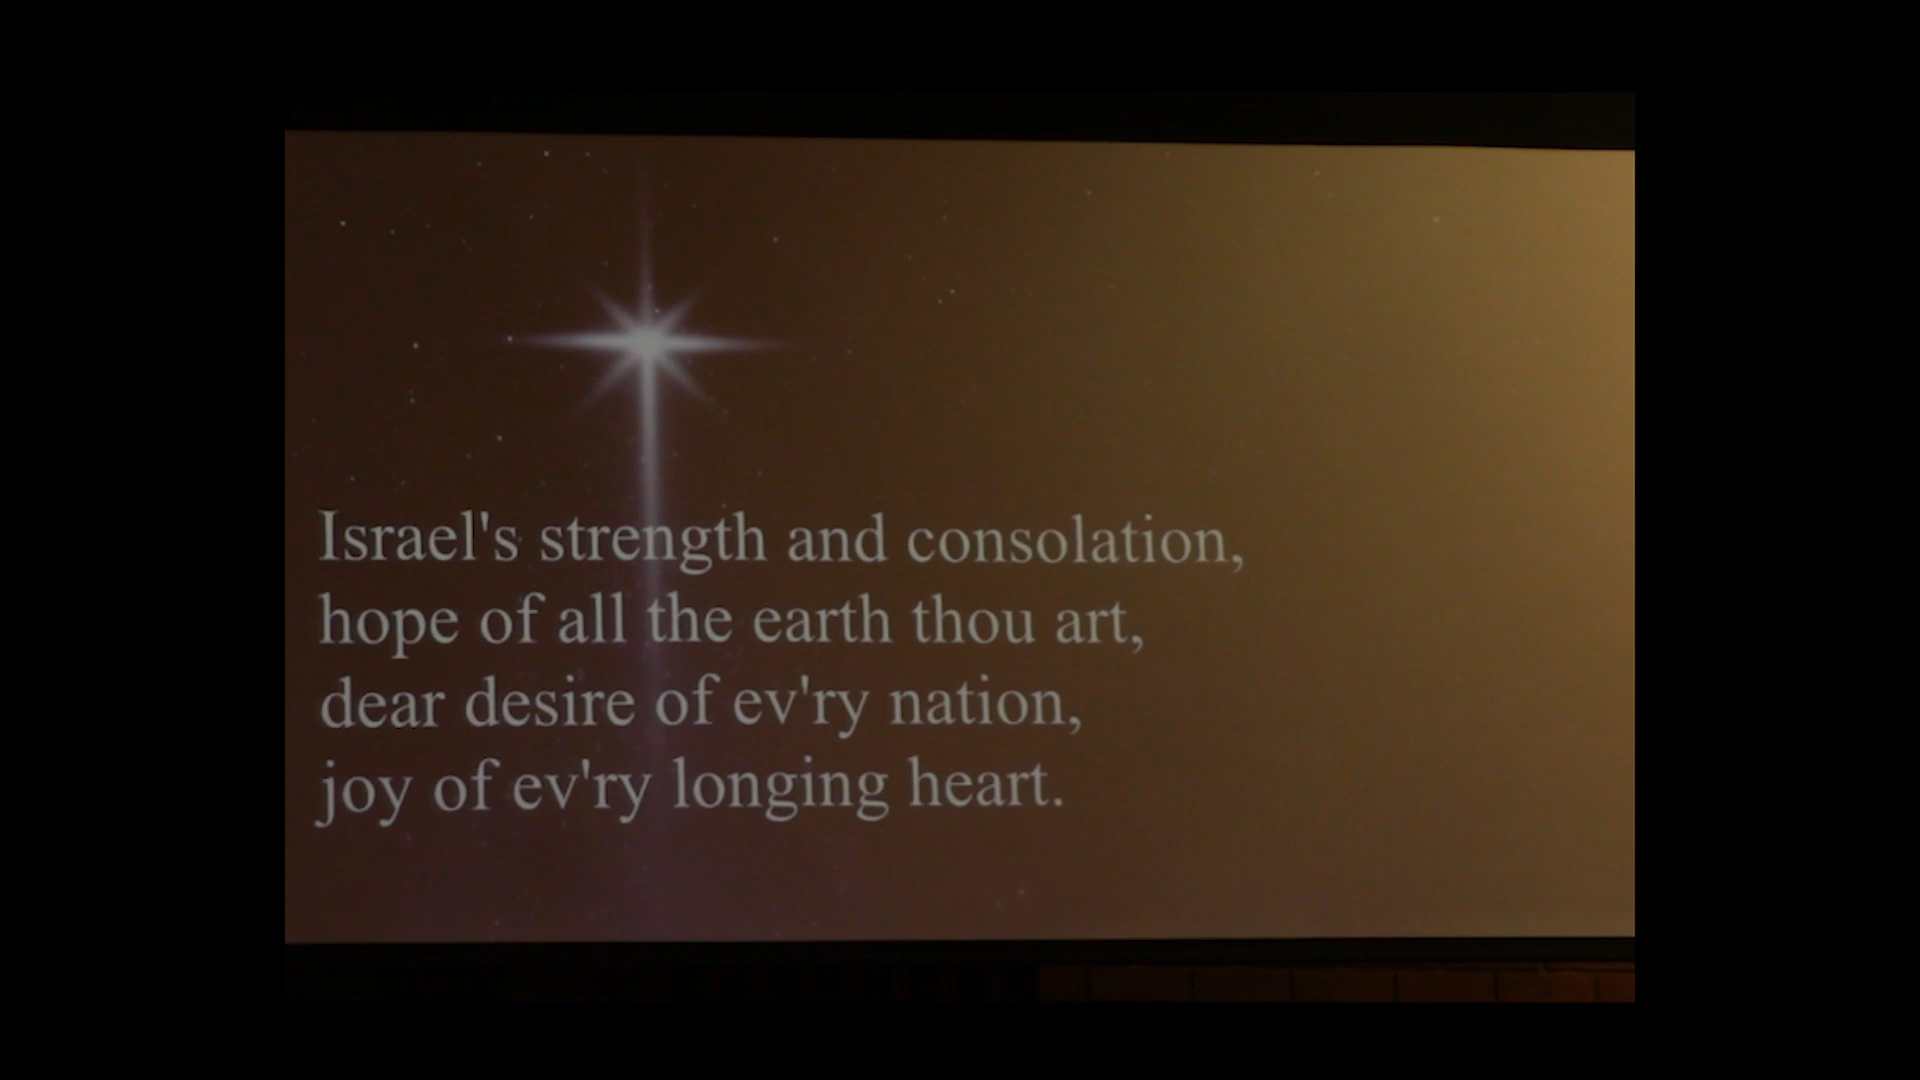 Israel's strength and consolation,
hope of all the earth thou art,
dear desire of ev'ry nation,
joy of ev'ry longing heart.